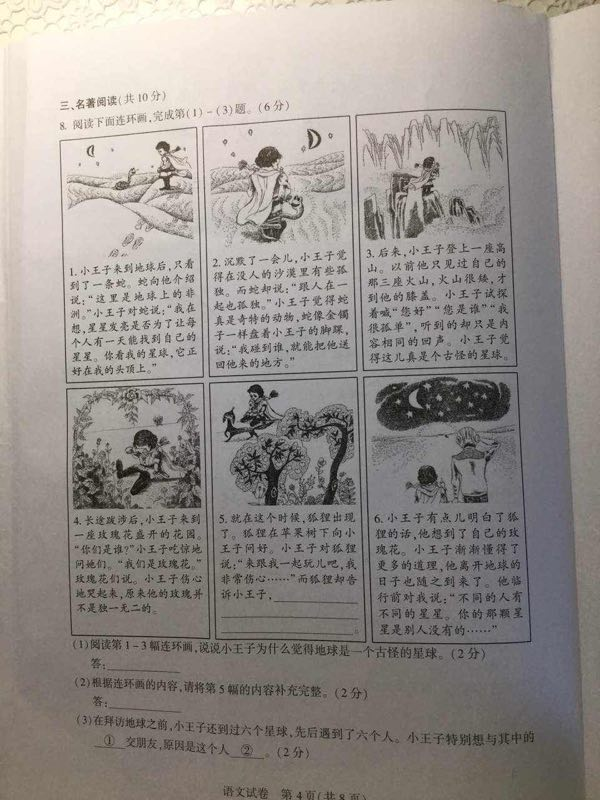 三、名著阅读(共10分)
8. 阅读下面连环画,完成第(1)-(3)题。(6分)
1. 小王子来到地球后,只看
到了一条蛇。蛇向他介绍
说:“这里是地球上的非
洲。”小王子对蛇说:“我在
想,星星发亮是否为了让每
个人有一天能找到自己的
星星。你看我的星球,它正
好在我的头顶上。”
2. 沉默了一会儿,小王子觉
得在没人的沙漠里有些孤
独。而蛇却说:“跟人在一
起也孤独。”小王子觉得蛇
真是奇特的动物,蛇像金镯
子一样盘着小王子的脚踝,
说:“我碰到谁,就能把他送
回他来的地方。”
3. 后来,小王子登上一座高
山。以前他只见过自己的
那三座火山,火山很矮,才
到他的膝盖。小王子试探
着喊“您好”“您是谁”“我
很孤单”,听到的却只是内
容相同的回声。小王子觉
得这儿真是个古怪的星球。
4. 长途跋涉后,小王子来到
一座玫瑰花盛开的花园。
“你们是谁?”小王子吃惊地
问她们。“我们是玫瑰花。”
玫瑰花们说。小王子伤心
地哭起来,原来他的玫瑰并
不是独一无二的。
5. 就在这个时候,狐狸出现
了。狐狸在苹果树下向小
王子问好。小王子对狐狸
说:“来跟我一起玩儿吧,我
非常伤心……”而狐狸却告
诉小王子,
。
6. 小王子有点儿明白了狐
狸的话,他想到了自己的玫
瑰花。小王子渐渐懂得了
更多的道理,他离开地球的
日子也随之到来了。他临
行前对我说:“不同的人有
不同的星星。你的那颗星
星是别人没有的……”
(1)阅读第1-3幅连环画,说说小王子为什么觉得地球是一个古怪的星球。(2分)
答:
(2)根据连环画的内容,请将第5幅的内容补充完整。(2分)
答:
(3)在拜访地球之前,小王子还到过六个星球,先后遇到了六个人。小王子特别想与其中的
①交朋友,原因是这个人②。(2分)
语文试卷 第4页(共8页)